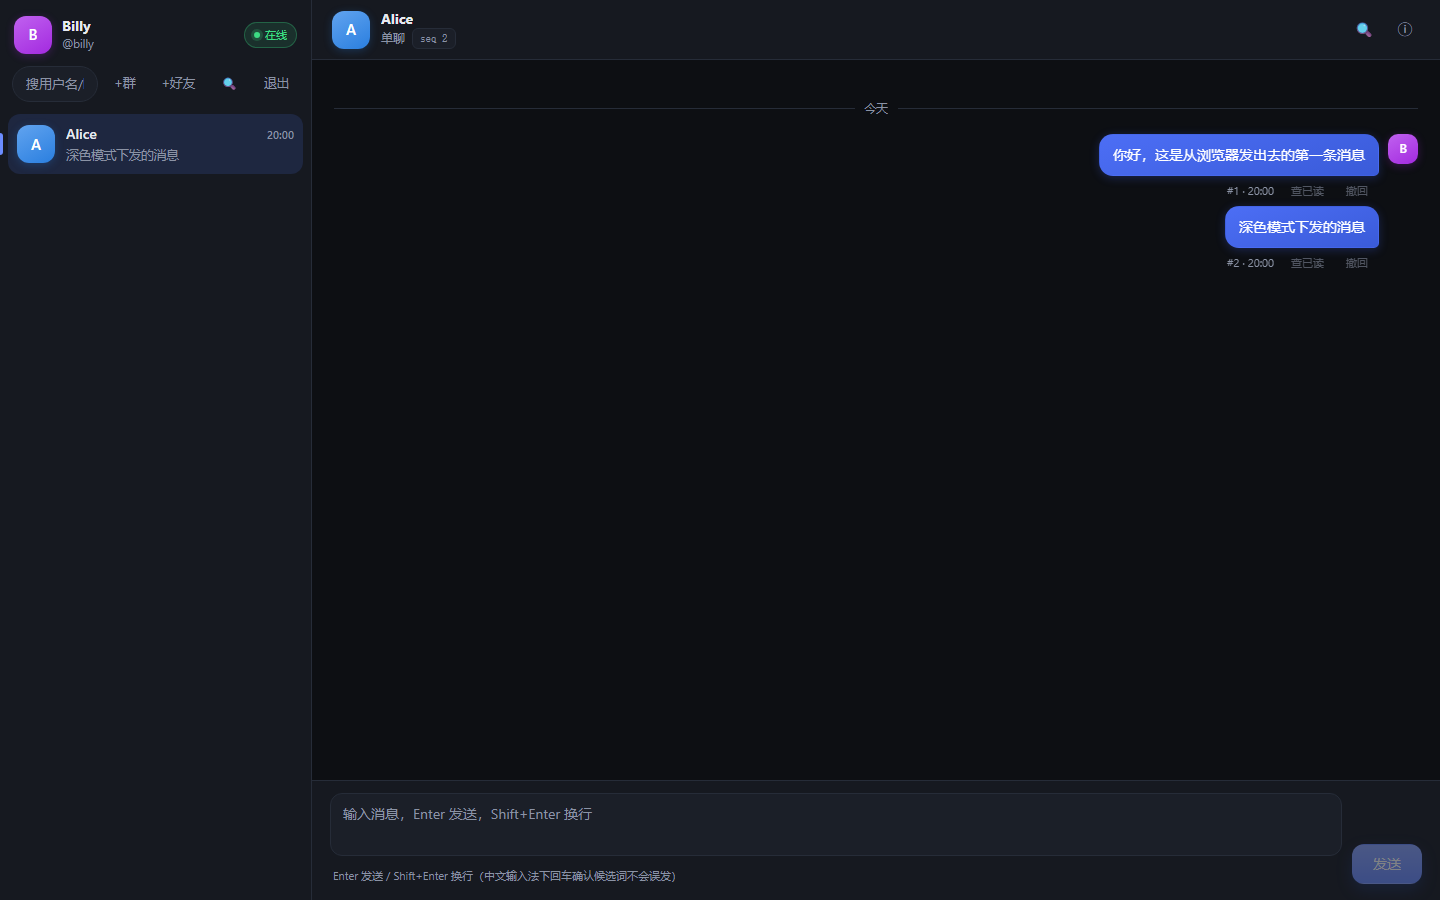 B
Billy
@billy
在线
搜用户名/
+群
+好友
退出
A
Alice
20:00
深色模式下发的消息
A
Alice
单聊
seq 2
今天
你好，这是从浏览器发出去的第一条消息
B
#1 · 20:00 查已读 撤回
深色模式下发的消息
#2 · 20:00 查已读 撤回
输入消息，Enter 发送，Shift+Enter 换行
发送
Enter 发送 / Shift+Enter 换行（中文输入法下回车确认候选词不会误发）